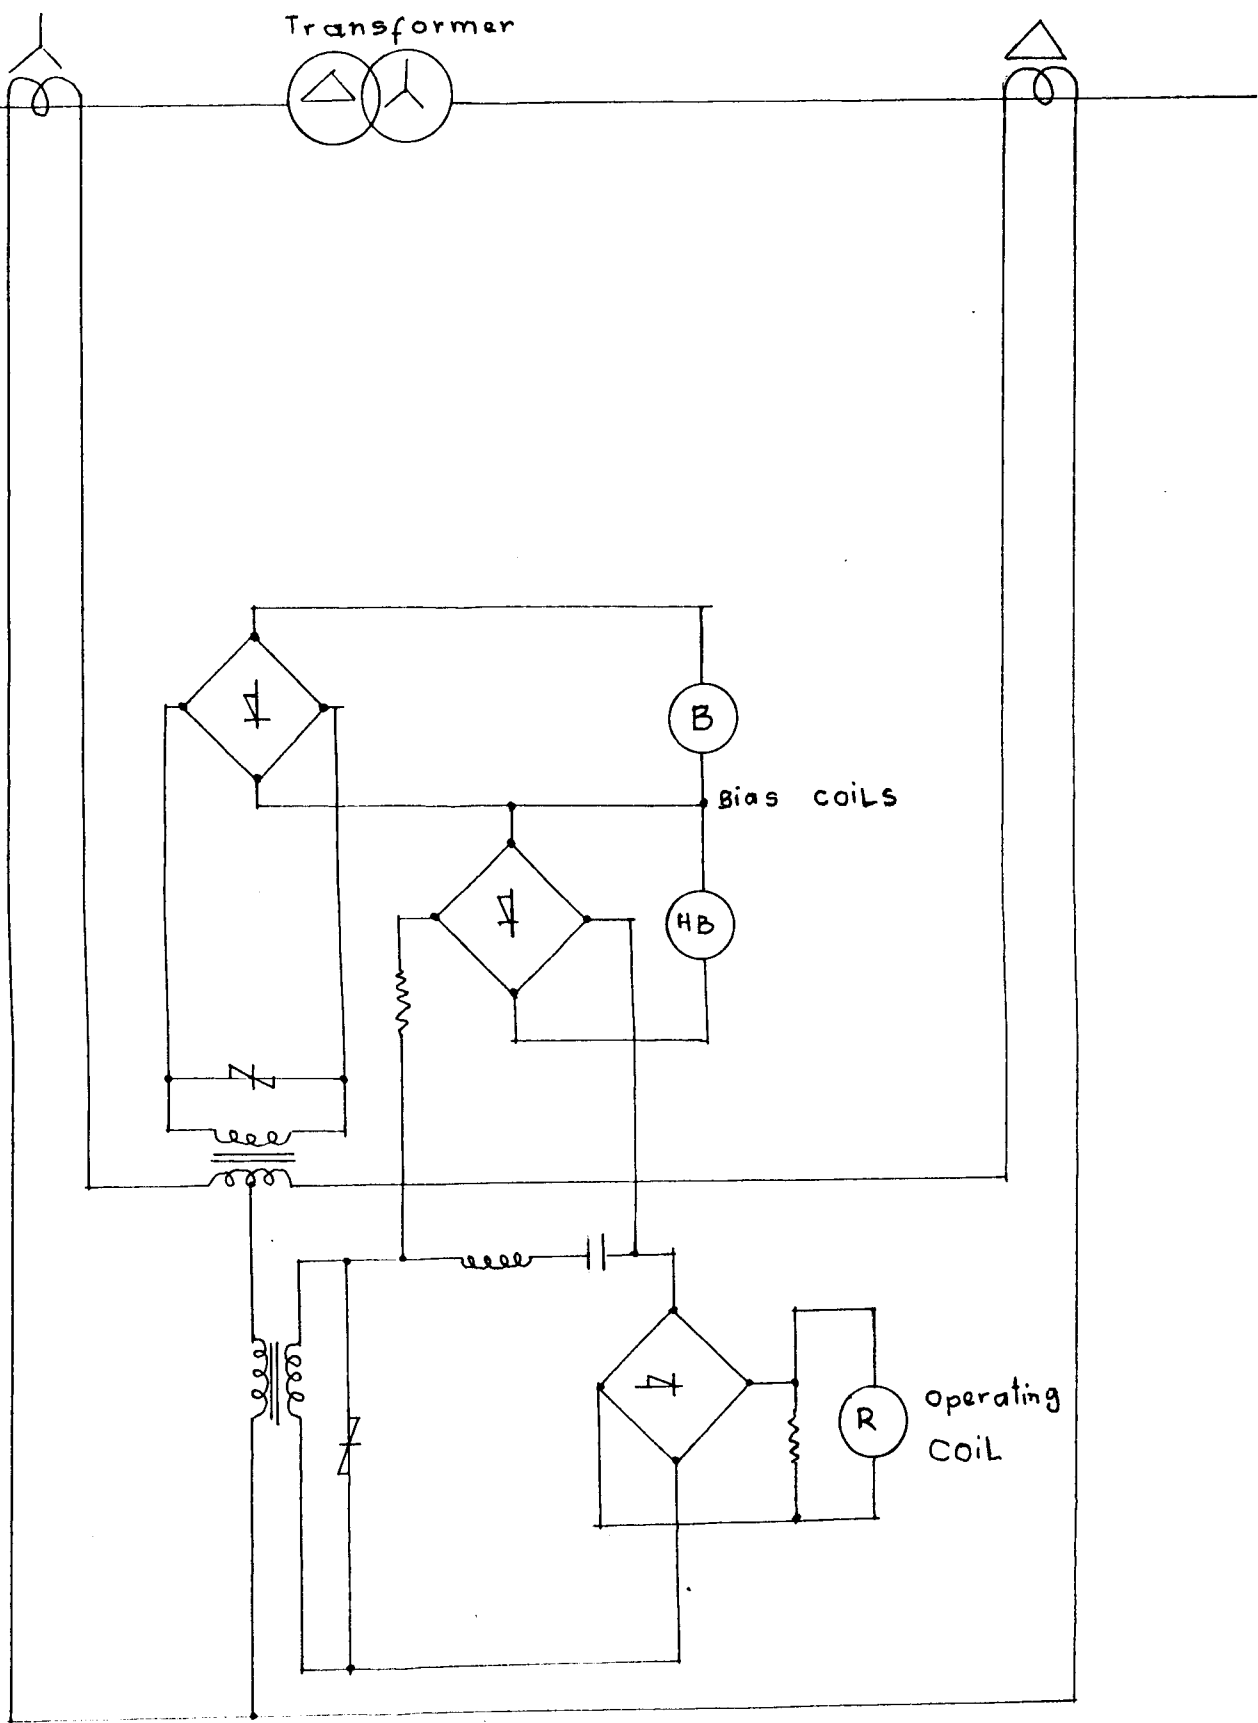 Transformer
B
Bias coils
HB
R
Operating
coil